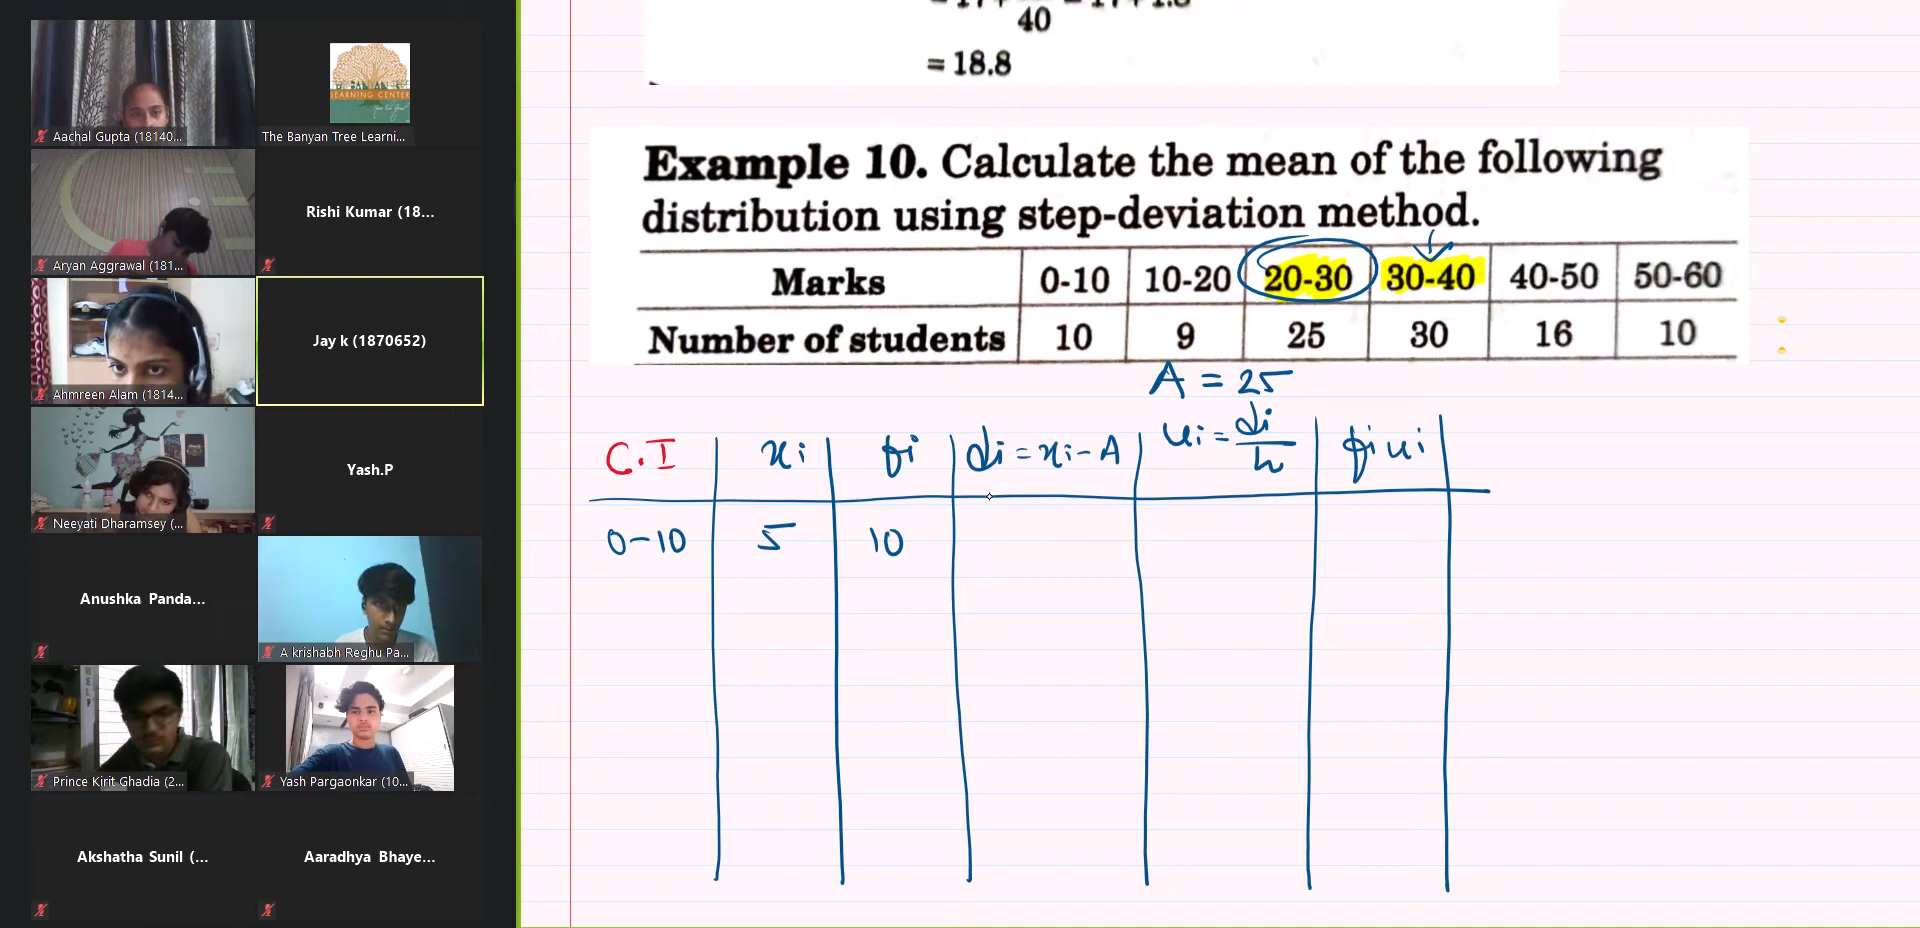 Aachal Gupta (18140...
LEARNING CENTER
The Banyan Tree Learni...
Aryan Aggrawal (181...
Rishi Kumar (18...
Ahmreen Alam (1814...
Jay k (1870652)
Neeyati Dharamsey (...
Yash.P
Anushka Panda...
A krishabh Reghu Pa...
Prince Kirit Ghadia (2...
Yash Pargaonkar (10...
Akshatha Sunil (...
Aaradhya Bhaye...
40
= 18.8
Example 10. Calculate the mean of the following
distribution using step-deviation method.
Marks 0-10 10-20 20-30 30-40 40-50 50-60
Number of students 10 9 25 30 16 10
A = 25
C.I xi fi di = xi - A ui = di/h fiui
0-10 5 10